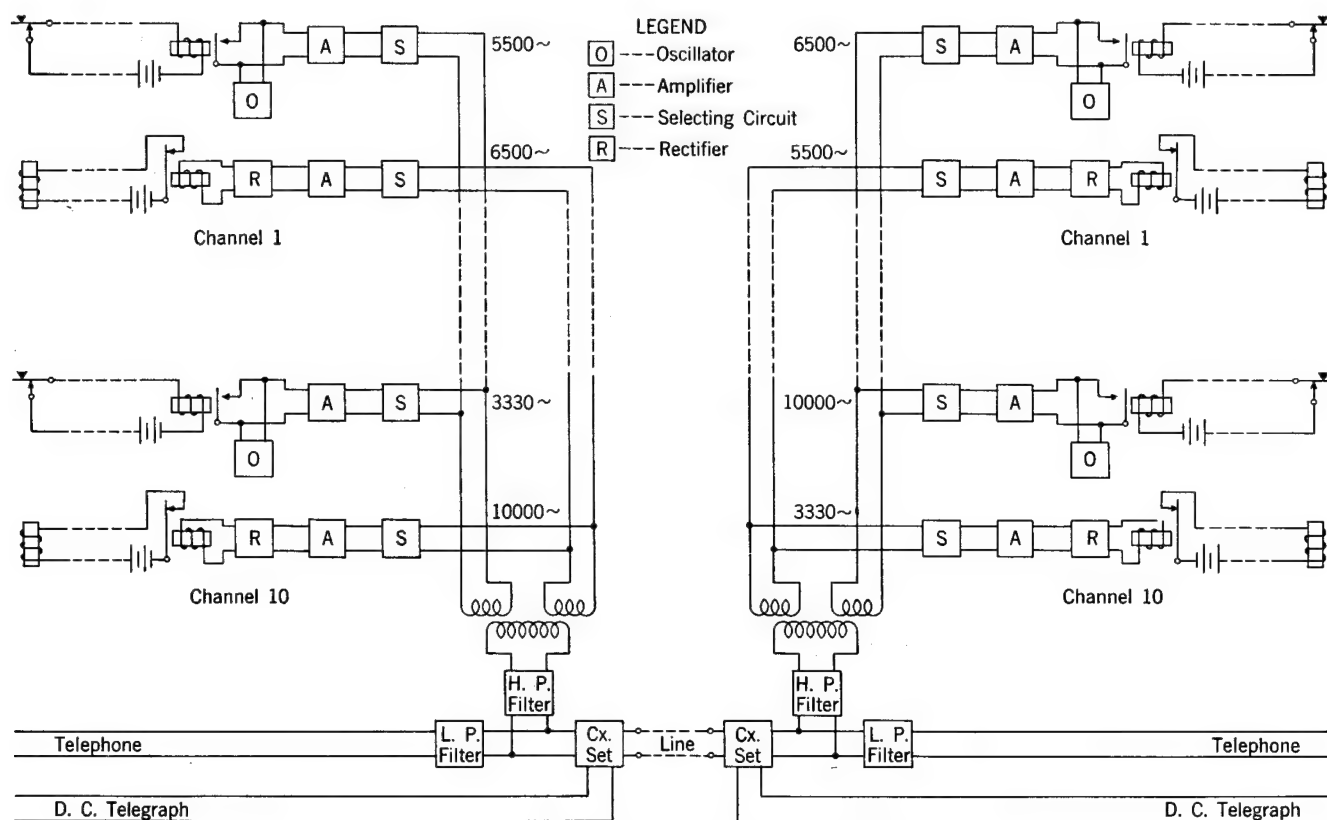 LEGEND
O ---- Oscillator
A ---- Amplifier
S ---- Selecting Circuit
R ---- Rectifier
A
S
5500~
O
R
A
S
6500~
Channel 1
6500~
S
A
O
5500~
S
A
R
Channel 1
A
S
3330~
O
R
A
S
10000~
Channel 10
10000~
S
A
O
3330~
S
A
R
Channel 10
H. P.
Filter
H. P.
Filter
Telephone
L. P.
Filter
Cx.
Set
Line
Cx.
Set
L. P.
Filter
Telephone
D. C. Telegraph
D. C. Telegraph